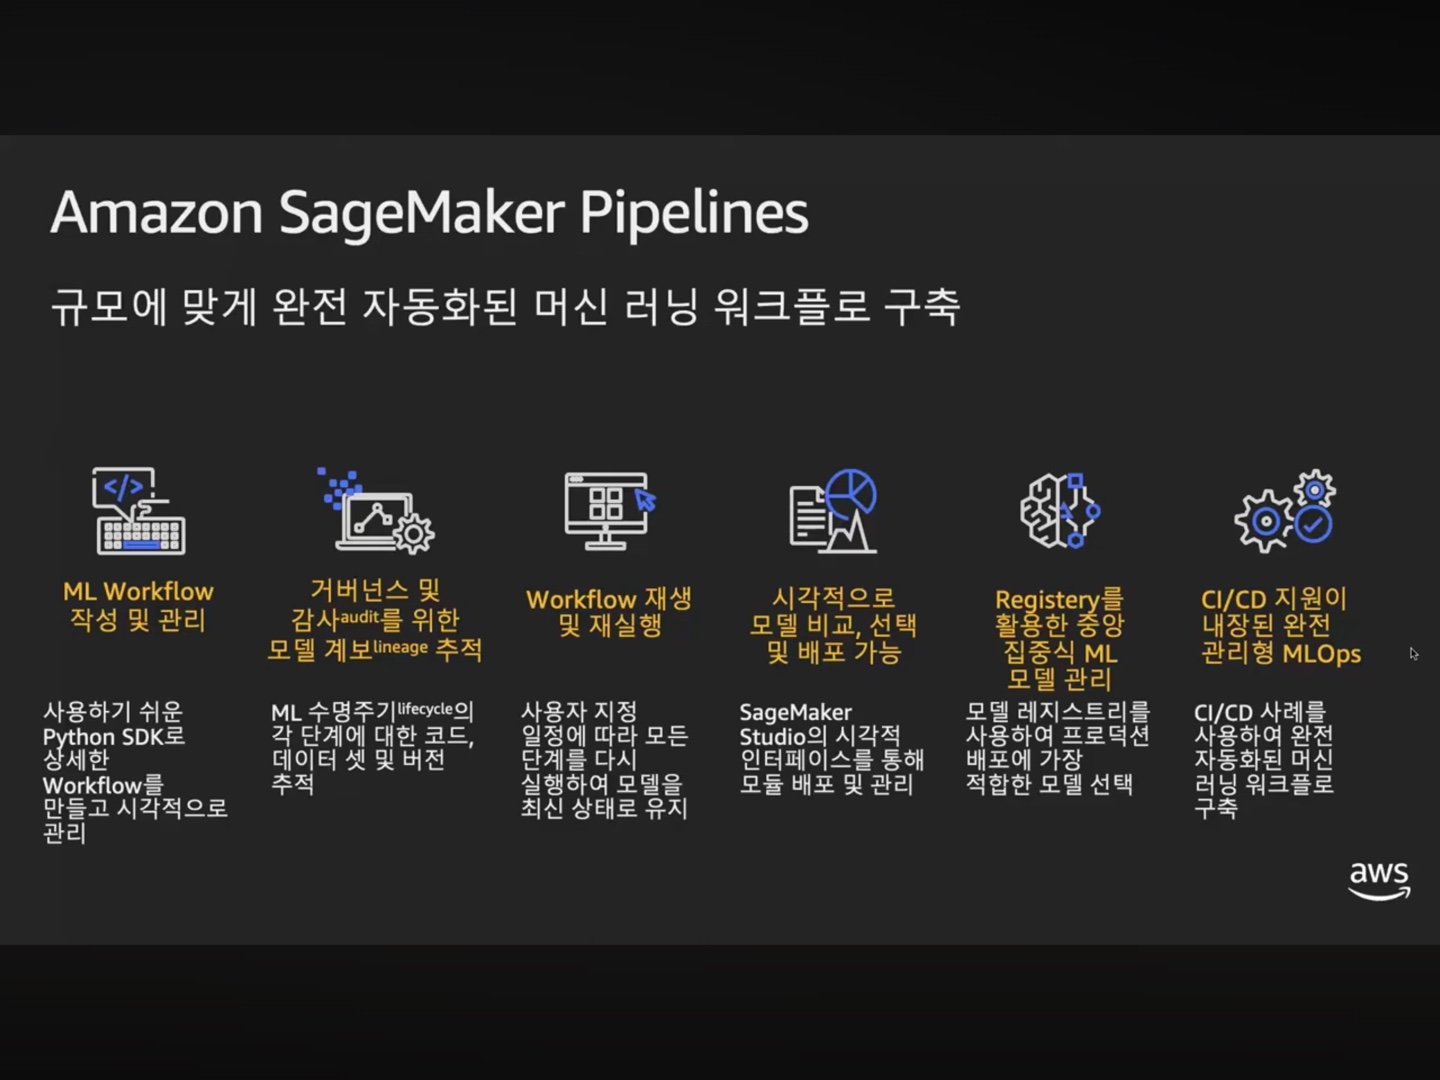 Amazon SageMaker Pipelines
규모에 맞게 완전 자동화된 머신 러닝 워크플로 구축
</>
ML Workflow
작성 및 관리
사용하기 쉬운
Python SDK로
상세한
Workflow를
만들고 시각적으로
관리
거버넌스 및
감사audit를 위한
모델 계보lineage 추적
ML 수명주기lifecycle의
각 단계에 대한 코드,
데이터 셋 및 버전
추적
Workflow 재생
및 재실행
사용자 지정
일정에 따라 모든
단계를 다시
실행하여 모델을
최신 상태로 유지
시각적으로
모델 비교, 선택
및 배포 가능
SageMaker
Studio의 시각적
인터페이스를 통해
모듈 배포 및 관리
Registery를
활용한 중앙
집중식 ML
모델 관리
모델 레지스트리를
사용하여 프로덕션
배포에 가장
적합한 모델 선택
CI/CD 지원이
내장된 완전
관리형 MLOps
CI/CD 사례를
사용하여 완전
자동화된 머신
러닝 워크플로
구축
aws